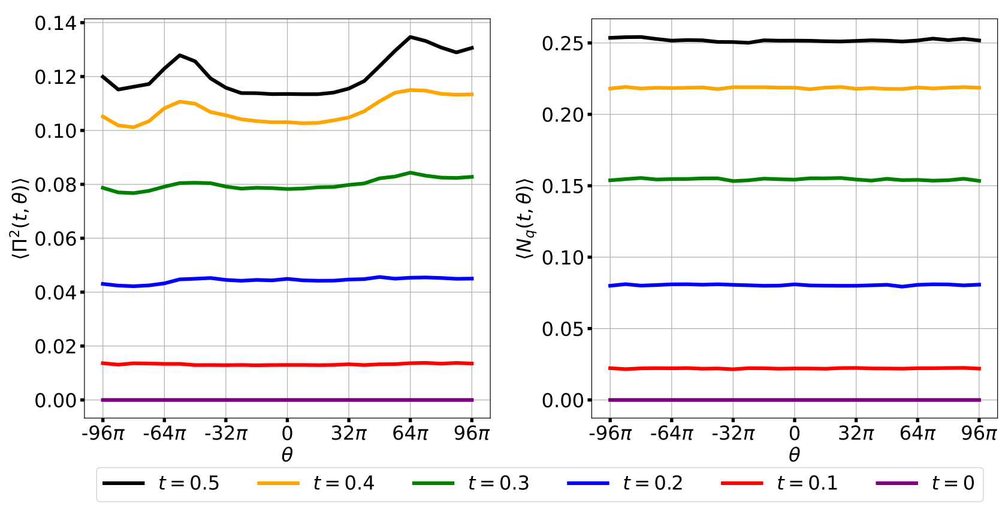 0.14
0.12
0.10
0.08
0.06
0.04
0.02
0.00
⟨Π²(t, θ)⟩
-96π -64π -32π 0 32π 64π 96π
θ
0.25
0.20
0.15
0.10
0.05
0.00
⟨N_q(t, θ)⟩
-96π -64π -32π 0 32π 64π 96π
θ
t = 0.5 t = 0.4 t = 0.3 t = 0.2 t = 0.1 t = 0